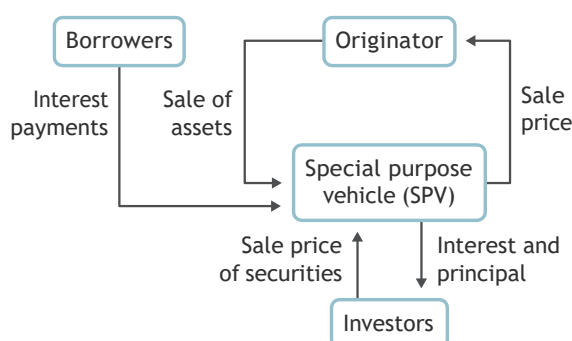 Borrowers
Originator
Interest
payments
Sale of
assets
Sale
price
Special purpose
vehicle (SPV)
Sale price
of securities
Interest and
principal
Investors